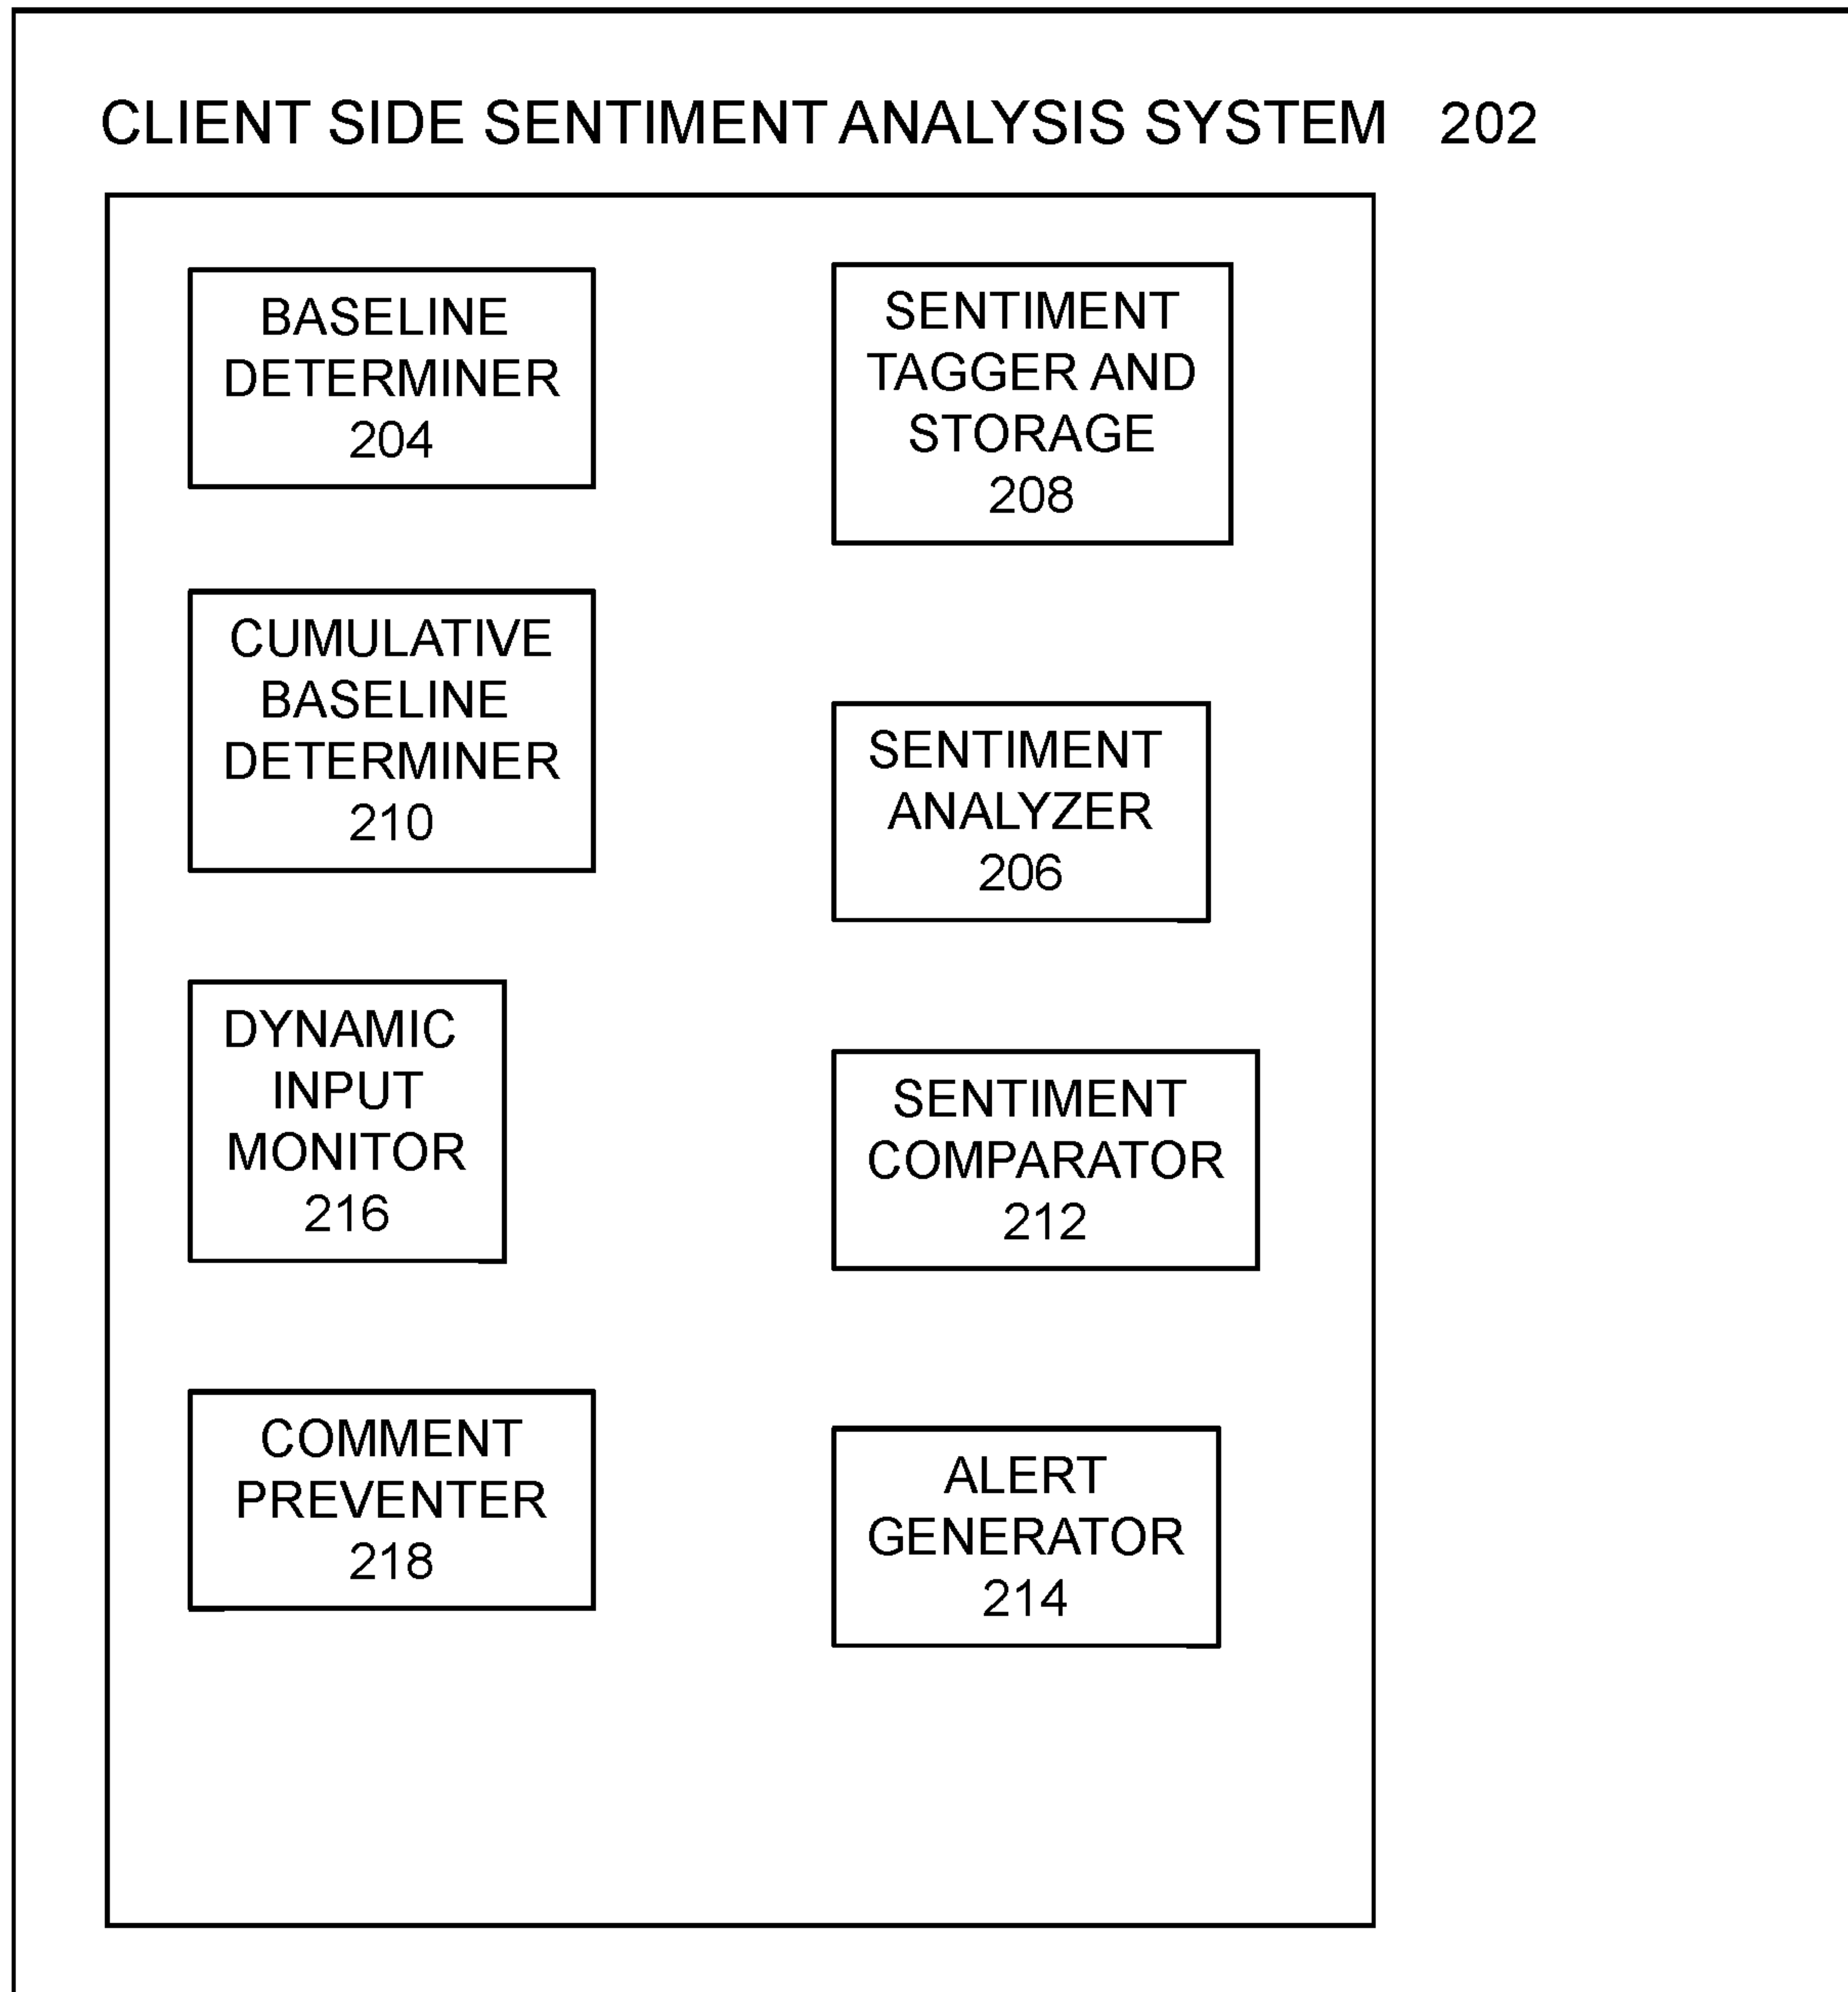 CLIENT SIDE SENTIMENT ANALYSIS SYSTEM 202
BASELINE
DETERMINER
204
SENTIMENT
TAGGER AND
STORAGE
208
CUMULATIVE
BASELINE
DETERMINER
210
SENTIMENT
ANALYZER
206
DYNAMIC
INPUT
MONITOR
216
SENTIMENT
COMPARATOR
212
COMMENT
PREVENTER
218
ALERT
GENERATOR
214